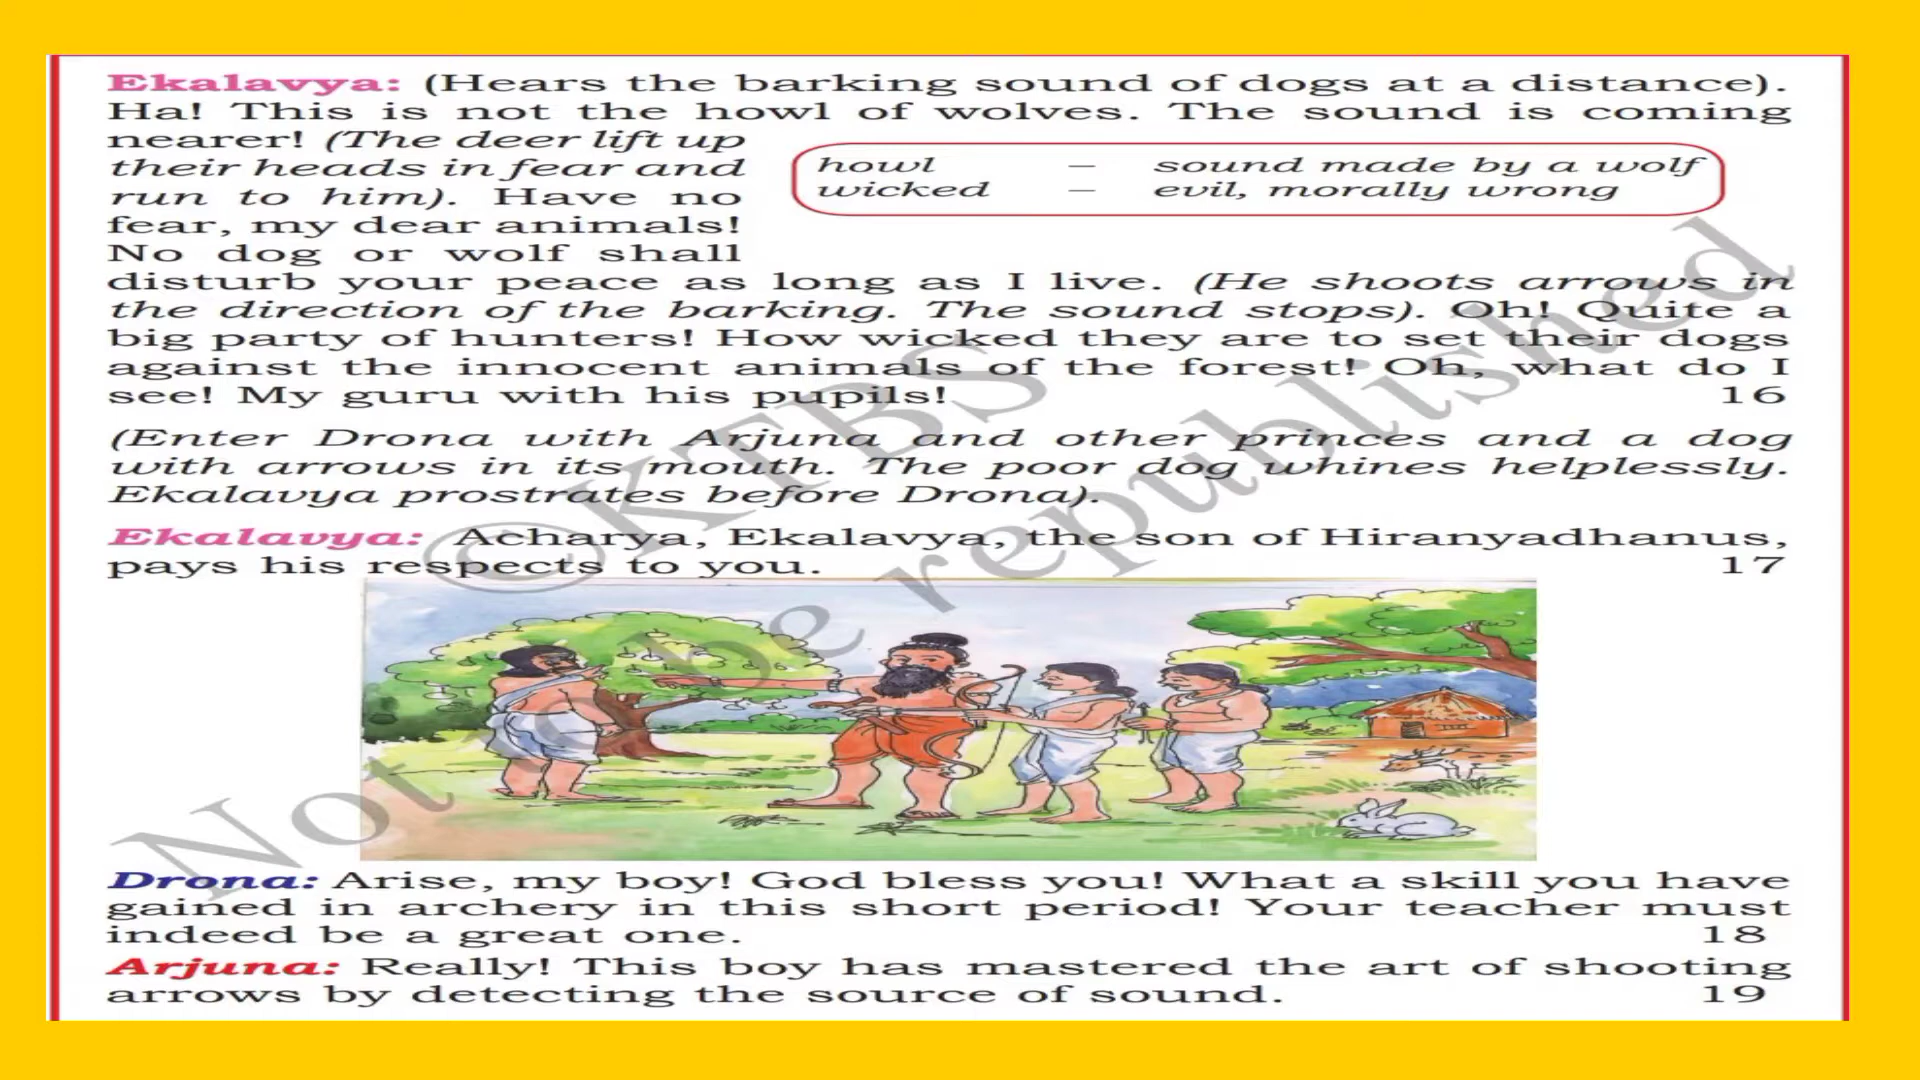 Ekalavya: (Hears the barking sound of dogs at a distance).
Ha! This is not the howl of wolves. The sound is coming
nearer! (The deer lift up
their heads in fear and
run to him). Have no
fear, my dear animals!
No dog or wolf shall
howl – sound made by a wolf
wicked – evil, morally wrong
disturb your peace as long as I live. (He shoots arrows in
the direction of the barking. The sound stops). Oh! Quite a
big party of hunters! How wicked they are to set their dogs
against the innocent animals of the forest! Oh, what do I
see! My guru with his pupils! 16
(Enter Drona with Arjuna and other princes and a dog
with arrows in its mouth. The poor dog whines helplessly.
Ekalavya prostrates before Drona).
Ekalavya: Acharya, Ekalavya, the son of Hiranyadhanus,
pays his respects to you. 17
Drona: Arise, my boy! God bless you! What a skill you have
gained in archery in this short period! Your teacher must
indeed be a great one. 18
Arjuna: Really! This boy has mastered the art of shooting
arrows by detecting the source of sound. 19
©KTBS
Not to be republished